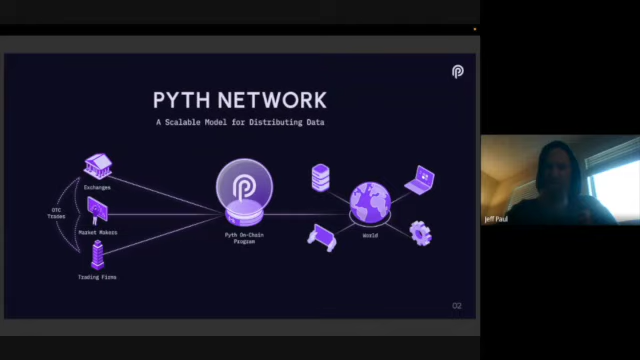 PYTH NETWORK
A Scalable Model for Distributing Data
Exchanges
OTC
Trades
Market Makers
Pyth On-Chain
Program
World
Trading Firms
02
Jeff Paul